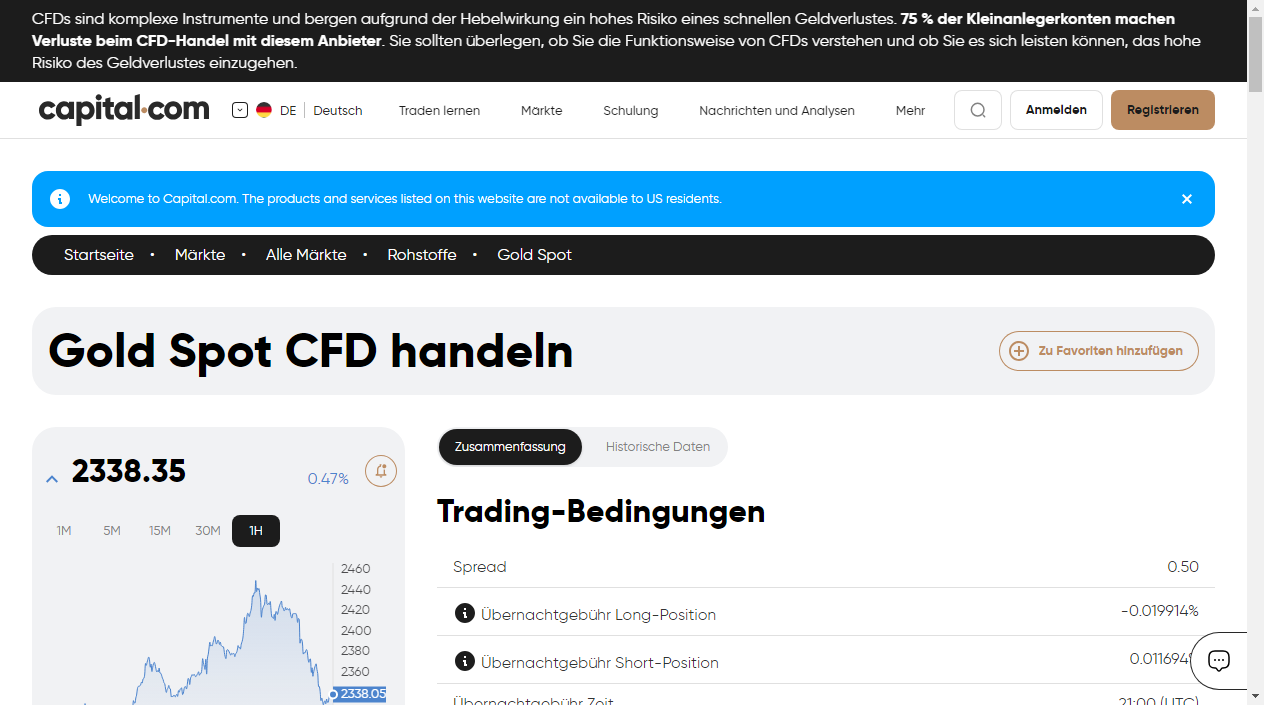 CFDs sind komplexe Instrumente und bergen aufgrund der Hebelwirkung ein hohes Risiko eines schnellen Geldverlustes. 75 % der Kleinanlegerkonten machen
Verluste beim CFD-Handel mit diesem Anbieter. Sie sollten überlegen, ob Sie die Funktionsweise von CFDs verstehen und ob Sie es sich leisten können, das hohe
Risiko des Geldverlustes einzugehen.
capital.com DE Deutsch Traden lernen Märkte Schulung Nachrichten und Analysen Mehr Anmelden Registrieren
Welcome to Capital.com. The products and services listed on this website are not available to US residents.
Startseite • Märkte • Alle Märkte • Rohstoffe • Gold Spot
Gold Spot CFD handeln
Zu Favoriten hinzufügen
2338.35 0.47%
1M 5M 15M 30M 1H
2460
2440
2420
2400
2380
2360
2338.05
Zusammenfassung Historische Daten
Trading-Bedingungen
Spread 0.50
Übernachtgebühr Long-Position -0.019914%
Übernachtgebühr Short-Position 0.011694%
Übernachtgebühr Zeit 21:00 (UTC)